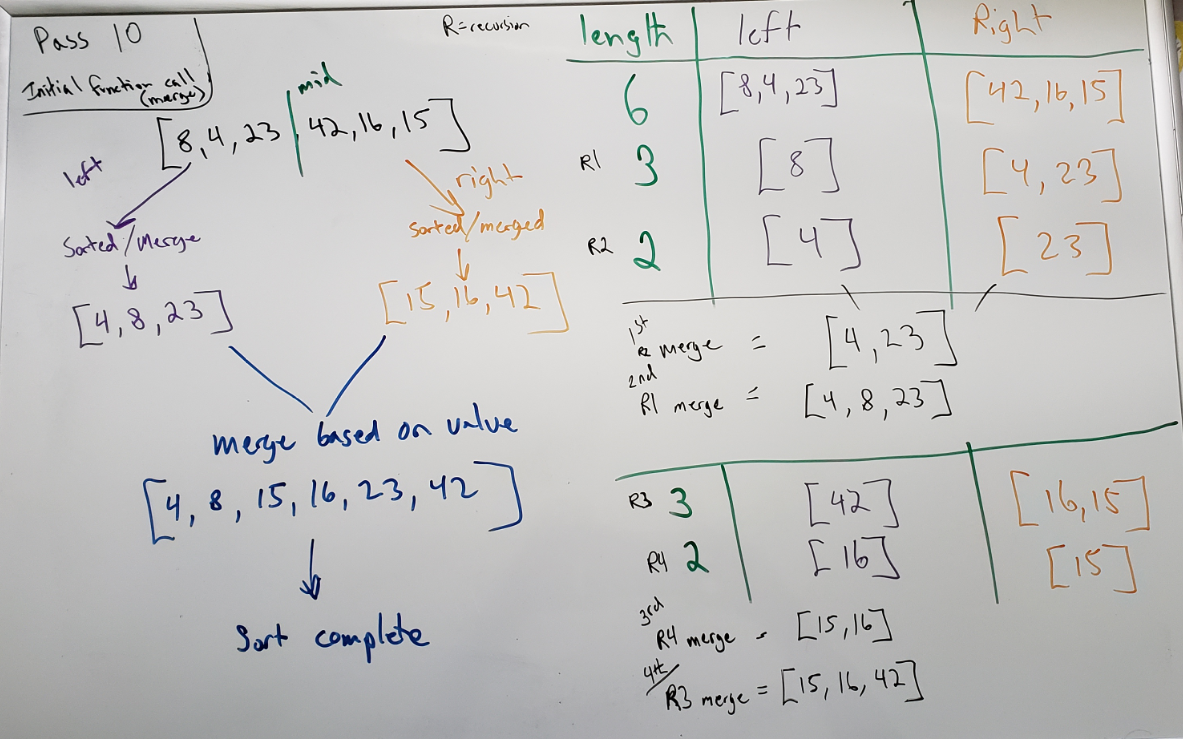 Pass 10
Initial function call
(merge)
mid
[8,4,23 42,16,15]
left
right
Sorted/Merge
sorted/merged
[4,8,23]
[15,16,42]
merge based on value
[4, 8, 15, 16, 23, 42]
Sort complete
R=recursion
length left Right
6 [8,4,23] [42,16,15]
R1 3 [8] [4,23]
R2 2 [4] [23]
1st
R2 merge = [4,23]
2nd
R1 merge = [4,8,23]
R3 3 [42] [16,15]
R4 2 [16] [15]
3rd
R4 merge = [15,16]
4th
R3 merge = [15,16,42]